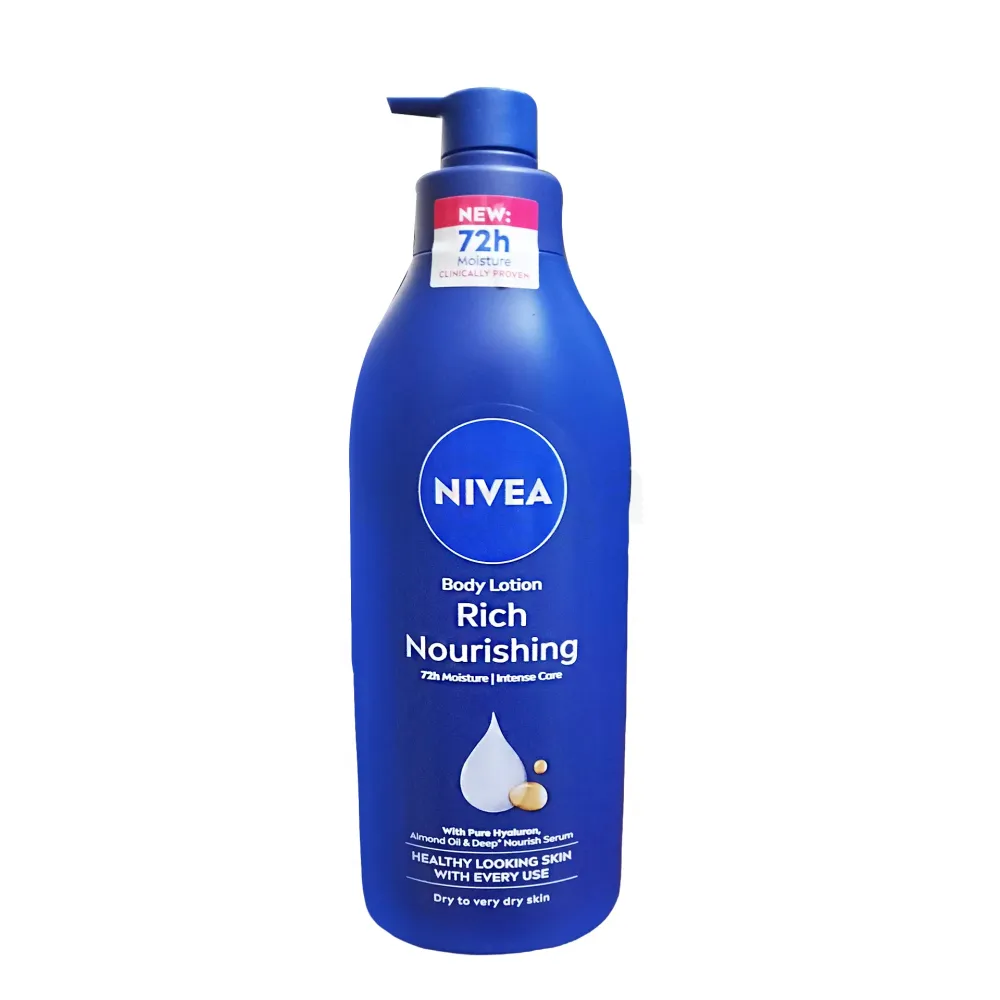 NEW:
72h
Moisture
CLINICALLY PROVEN
NIVEA
Body Lotion
Rich
Nourishing
72h Moisture | Intense Care
With Pure Hyaluron,
Almond Oil & Deep* Nourish Serum
HEALTHY LOOKING SKIN
WITH EVERY USE
Dry to very dry skin